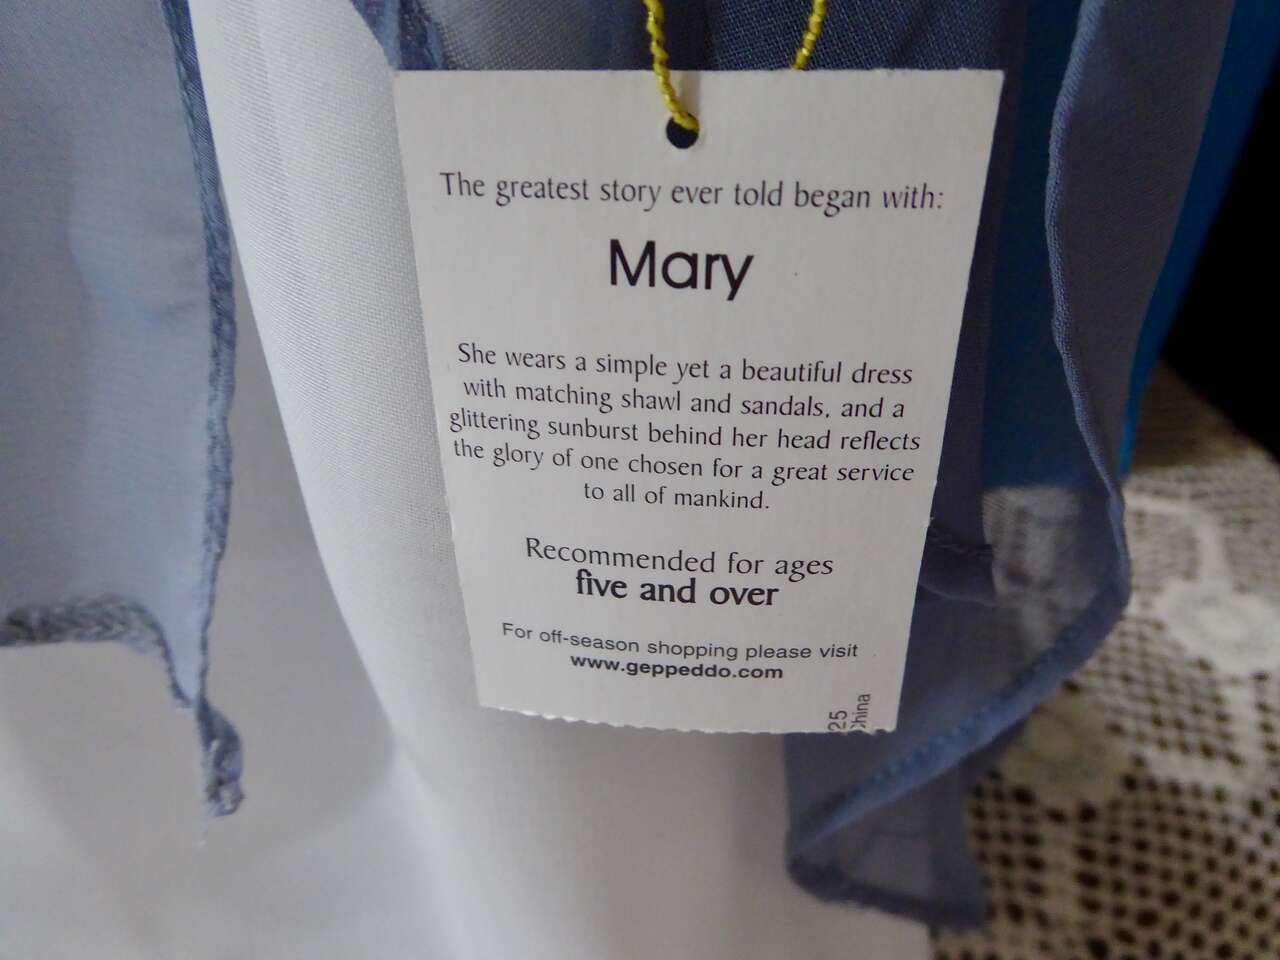 The greatest story ever told began with:
Mary
She wears a simple yet a beautiful dress
with matching shawl and sandals, and a
glittering sunburst behind her head reflects
the glory of one chosen for a great service
to all of mankind.
Recommended for ages
five and over
For off-season shopping please visit
www.geppeddo.com
25